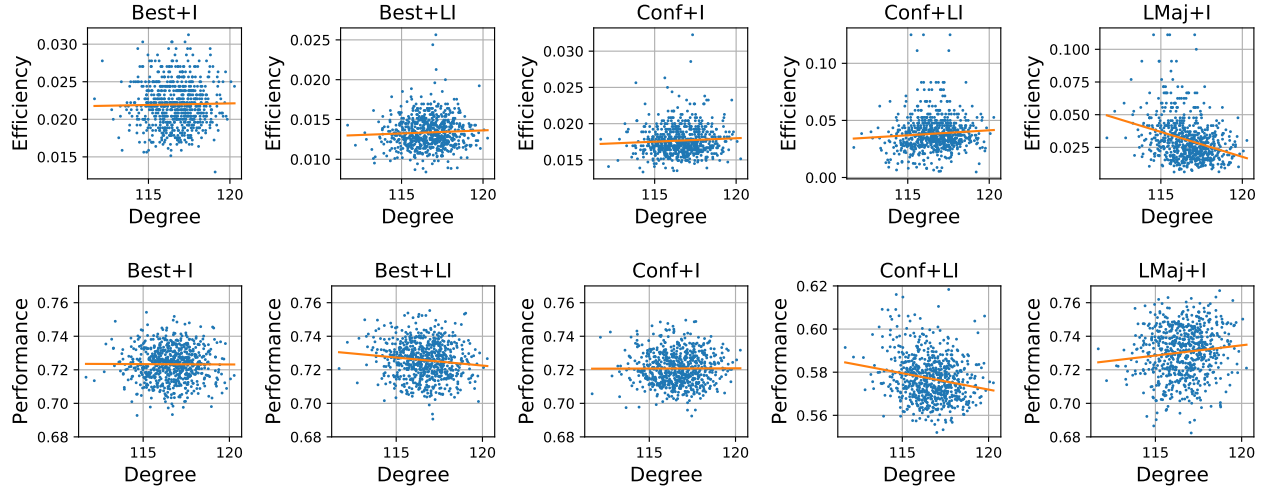 Best+I Best+LI Conf+I Conf+LI LMaj+I
Efficiency 0.030 0.025 0.020 0.015
Efficiency 0.025 0.020 0.015 0.010
Efficiency 0.030 0.025 0.020 0.015
Efficiency 0.10 0.05 0.00
Efficiency 0.100 0.075 0.050 0.025
115 120 115 120 115 120 115 120 115 120
Degree Degree Degree Degree Degree
Best+I Best+LI Conf+I Conf+LI LMaj+I
Performance 0.76 0.74 0.72 0.70 0.68
Performance 0.76 0.74 0.72 0.70 0.68
Performance 0.76 0.74 0.72 0.70 0.68
Performance 0.62 0.60 0.58 0.56
Performance 0.76 0.74 0.72 0.70 0.68
115 120 115 120 115 120 115 120 115 120
Degree Degree Degree Degree Degree